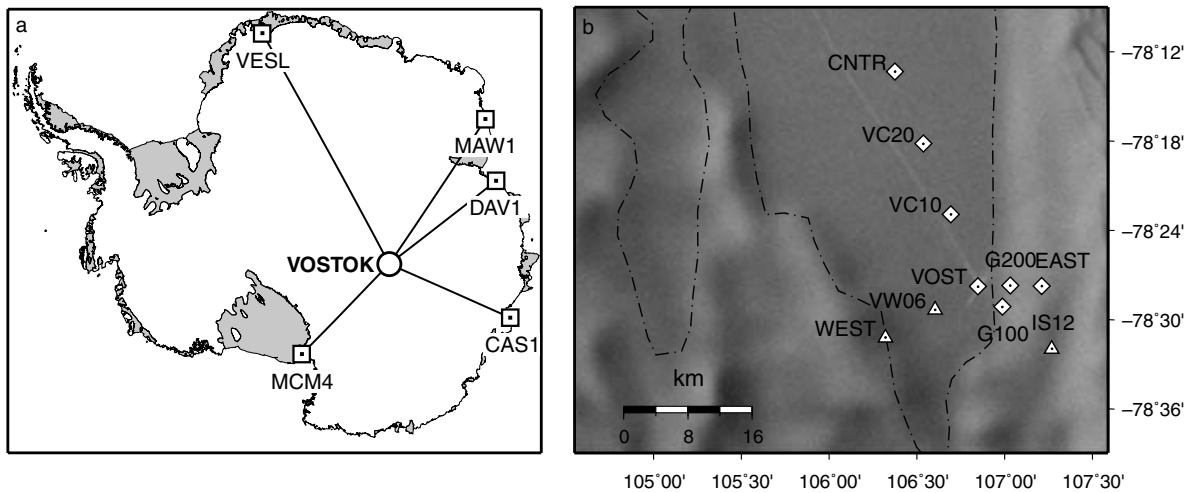 a
VESL
MAW1
DAV1
VOSTOK
CAS1
MCM4
b
CNTR
VC20
VC10
VOST
G200
EAST
VW06
WEST
G100
IS12
km
0 8 16
−78°12'
−78°18'
−78°24'
−78°30'
−78°36'
105°00' 105°30' 106°00' 106°30' 107°00' 107°30'